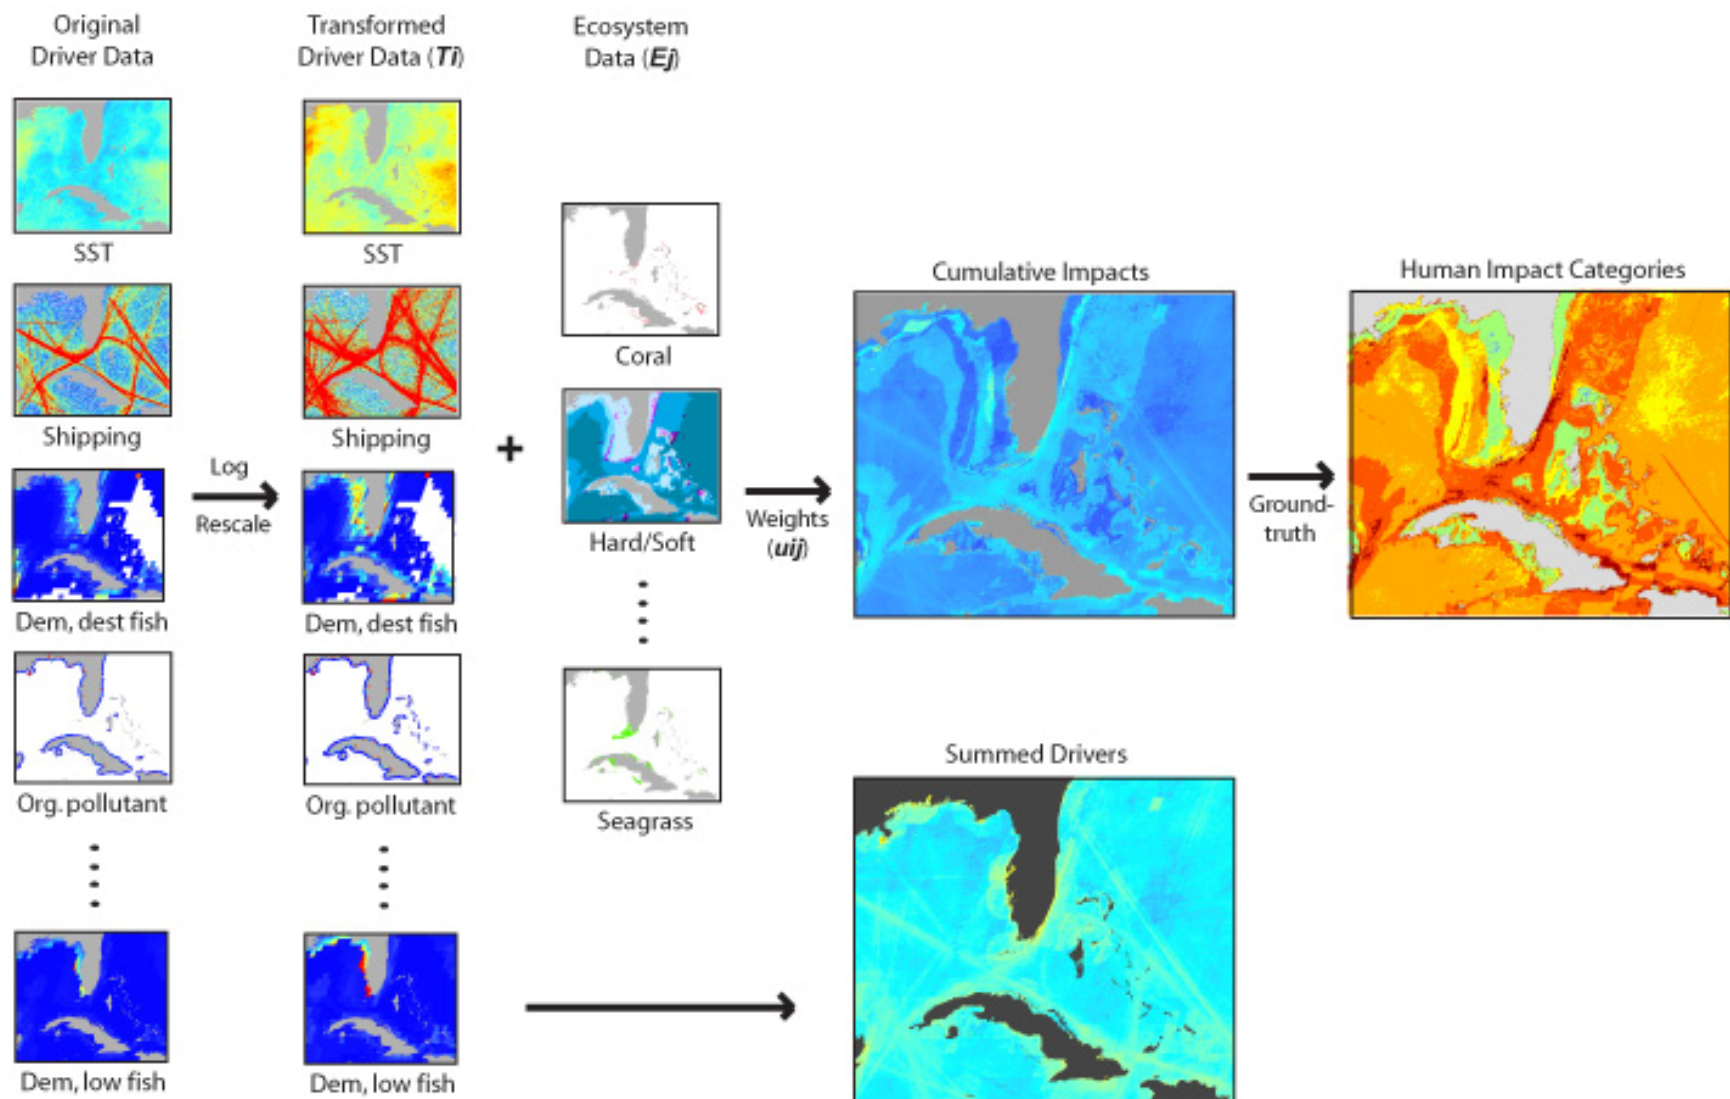 Original
Driver Data
Transformed
Driver Data (Ti)
Ecosystem
Data (Ej)
SST
SST
Shipping
Shipping
Dem, dest fish
Dem, dest fish
Org. pollutant
Org. pollutant
Dem, low fish
Dem, low fish
Log
Rescale
+
Coral
Hard/Soft
Seagrass
Weights
(uij)
Cumulative Impacts
Ground-
truth
Human Impact Categories
Summed Drivers